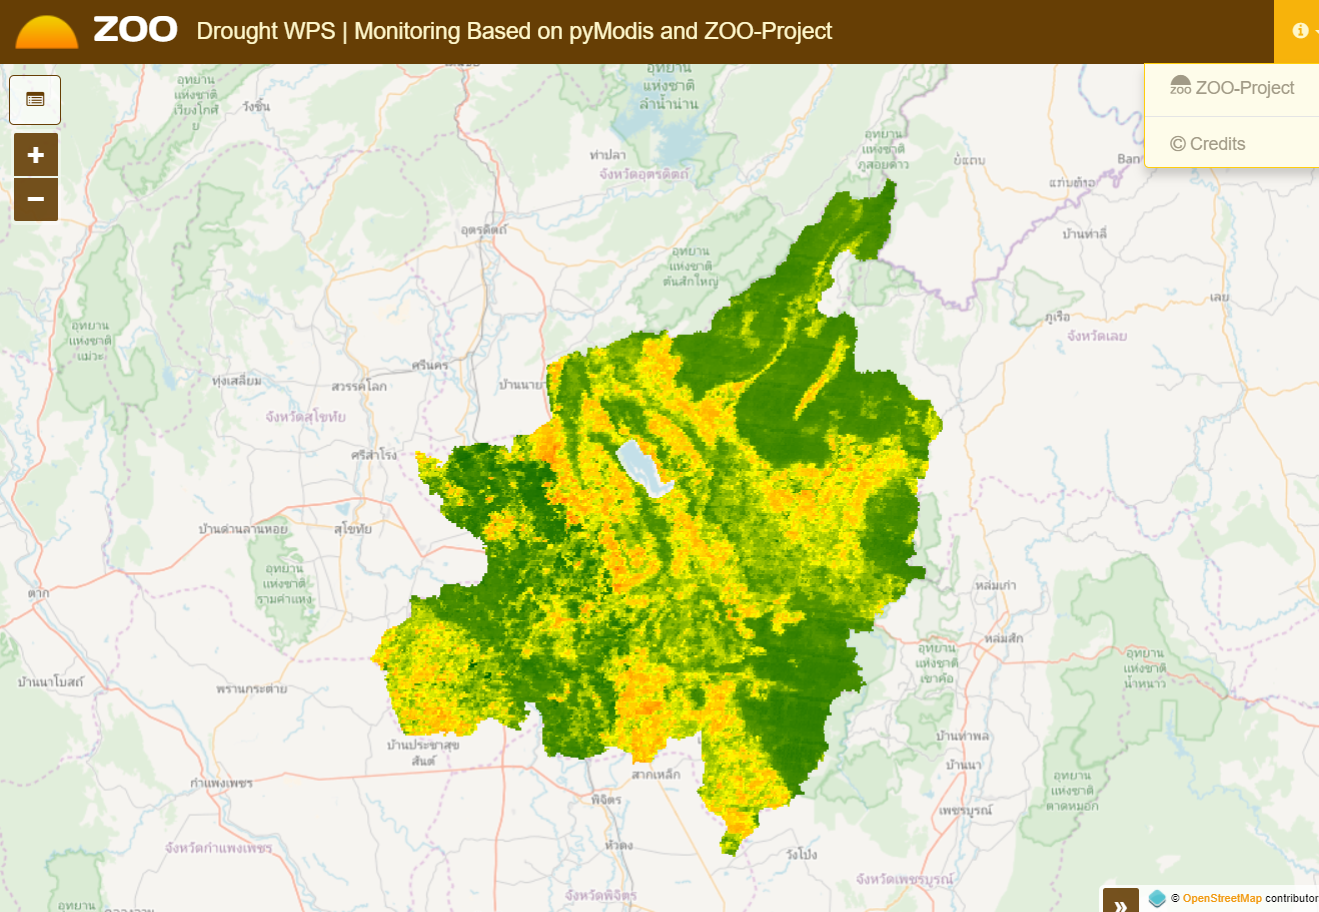 ZOO Drought WPS | Monitoring Based on pyModis and ZOO-Project
ZOO ZOO-Project
© Credits
อุทยาน
แห่งชาติ
ลำน้ำน่าน
อุทยาน
แห่งชาติ
เวียงโกศั
วังชิ้น
ท่าปลา
จังหวัดอุตรดิตถ์
อุทยาน
แห่งชาติ
ภูสอยดาว
ບໍ່ແຕນ
Ban
ແກ່ນທ້າວ
บ้านท่าลี่
อุตรดิตถ์
อุทยาน
แห่งชาติ
ต้นสักใหญ่
เลย
ภูเรือ
จังหวัดเลย
อุทยาน
แห่งชาติ
แม่วะ
ทุ่งเสลี่ยม
ศรีนคร
สวรรคโลก
บ้านนายา
จังหวัดสุโขทัย
ศรีสำโรง
บ้านด่านลานหอย
สุโขทัย
อุทยาน
แห่งชาติ
รามคำแหง
ตาก
หล่มเก่า
หล่มสัก
อุทยาน
แห่งชาติ
เขาค้อ
อุทยาน
แห่งชาติ
น้ำหนาว
บ้านนาโบสถ์
พรานกระต่าย
บ้านประชาสุข
สันต์
สากเหล็ก
บ้านท่าพล
บ้านนา
อุทยาน
แห่งชาติ
ตาดหมอก
กำแพงเพชร
พิจิตร
เพชรบูรณ์
จังหวัดกำแพงเพชร
หัวดง
วังโป่ง
จังหวัดพิจิตร
จังหวัดเพชรบูรณ์
อุทยาน
» © OpenStreetMap contributor